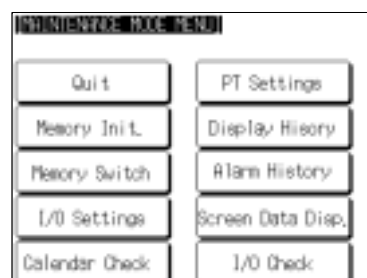 [MAINTENANCE MODE MENU]
Quit
PT Settings
Memory Init.
Display Hisory
Memory Switch
Alarm History
I/O Settings
Screen Data Disp.
Calendar Check
I/O Check